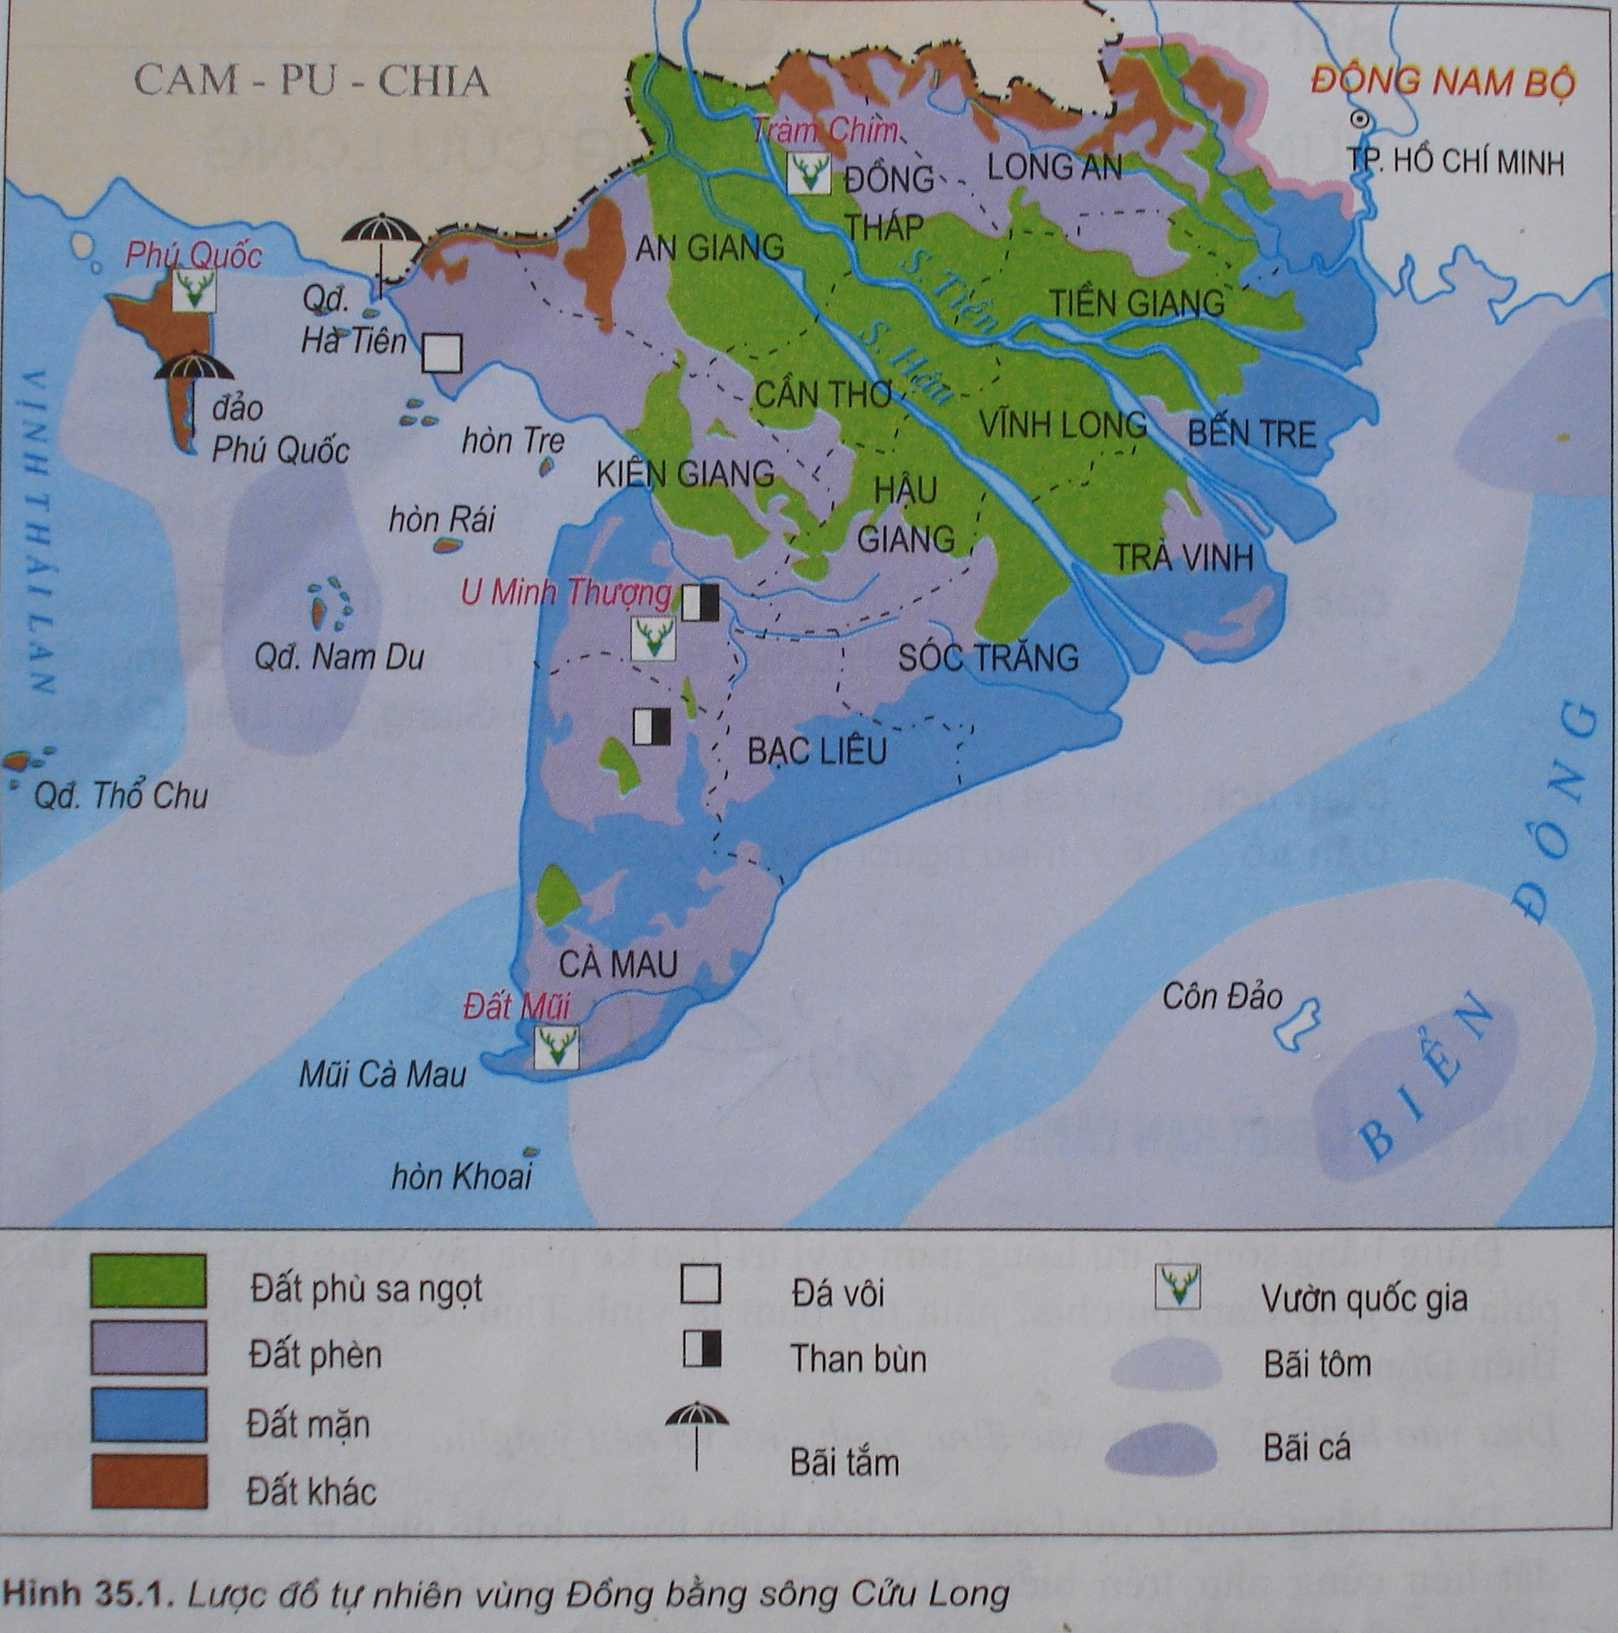 CAM - PU - CHIA
ĐÔNG NAM BỘ
TP. HỒ CHÍ MINH
Tràm Chim
ĐỒNG
THÁP
LONG AN
Phú Quốc
AN GIANG
Qđ.
Hà Tiên
S. Tiền
TIỀN GIANG
S. Hậu
VỊNH THÁI LAN
đảo
Phú Quốc
CẦN THƠ
VĨNH LONG
BẾN TRE
hòn Tre
KIÊN GIANG
HẬU
GIANG
hòn Rái
TRÀ VINH
U Minh Thượng
Qđ. Nam Du
SÓC TRĂNG
Qđ. Thổ Chu
BẠC LIÊU
BIỂN ĐÔNG
CÀ MAU
Đất Mũi
Côn Đảo
Mũi Cà Mau
hòn Khoai
Đất phù sa ngọt
Đất phèn
Đất mặn
Đất khác
Đá vôi
Than bùn
Bãi tắm
Vườn quốc gia
Bãi tôm
Bãi cá
Hình 35.1. Lược đồ tự nhiên vùng Đồng bằng sông Cửu Long